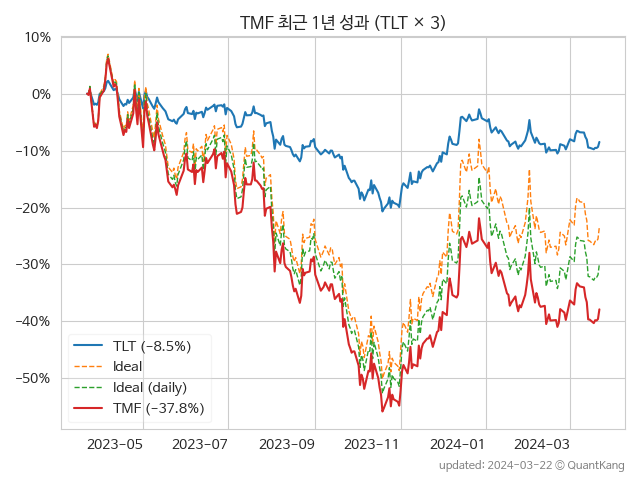 TMF 최근 1년 성과 (TLT × 3)
10%
0%
−10%
−20%
−30%
−40%
−50%
TLT (−8.5%)
Ideal
Ideal (daily)
TMF (−37.8%)
2023-05 2023-07 2023-09 2023-11 2024-01 2024-03
updated: 2024-03-22 © QuantKang